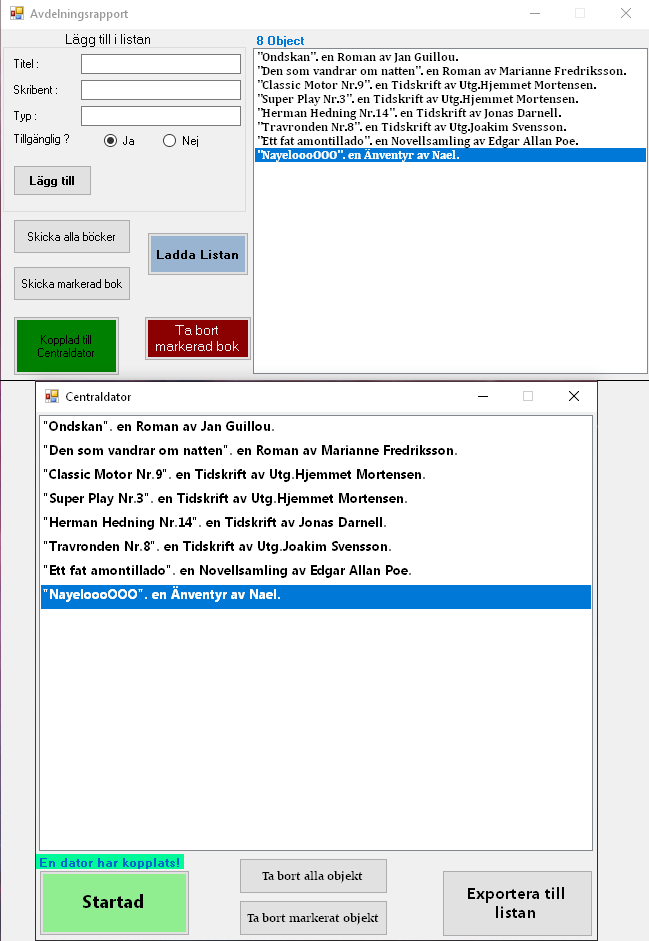 Avdelningsrapport
Lägg till i listan
Titel :
Skribent :
Typ :
Tillgänglig ?
Ja
Nej
Lägg till
Skicka alla böcker
Ladda Listan
Skicka markerad bok
Kopplad till
Centraldator
Ta bort
markerad bok
8 Object
"Ondskan". en Roman av Jan Guillou.
"Den som vandrar om natten". en Roman av Marianne Fredriksson.
"Classic Motor Nr.9". en Tidskrift av Utg.Hjemmet Mortensen.
"Super Play Nr.3". en Tidskrift av Utg.Hjemmet Mortensen.
"Herman Hedning Nr.14". en Tidskrift av Jonas Darnell.
"Travronden Nr.8". en Tidskrift av Utg.Joakim Svensson.
"Ett fat amontillado". en Novellsamling av Edgar Allan Poe.
"NayeloooOOO". en Änventyr av Nael.
Centraldator
"Ondskan". en Roman av Jan Guillou.
"Den som vandrar om natten". en Roman av Marianne Fredriksson.
"Classic Motor Nr.9". en Tidskrift av Utg.Hjemmet Mortensen.
"Super Play Nr.3". en Tidskrift av Utg.Hjemmet Mortensen.
"Herman Hedning Nr.14". en Tidskrift av Jonas Darnell.
"Travronden Nr.8". en Tidskrift av Utg.Joakim Svensson.
"Ett fat amontillado". en Novellsamling av Edgar Allan Poe.
"NayeloooOOO". en Änventyr av Nael.
En dator har kopplats!
Startad
Ta bort alla objekt
Ta bort markerat objekt
Exportera till
listan